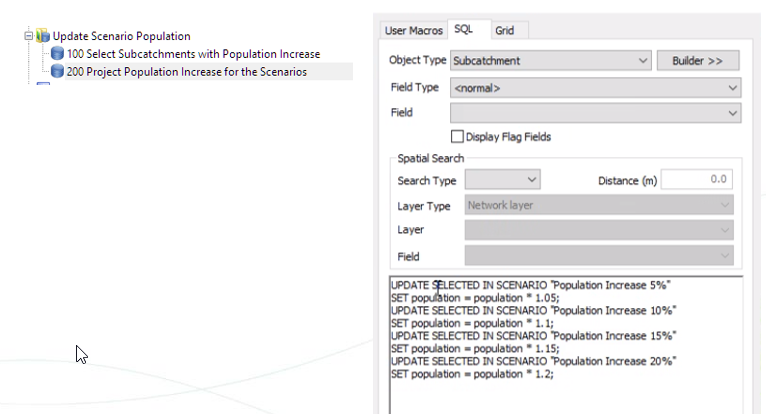 Update Scenario Population
100 Select Subcatchments with Population Increase
200 Project Population Increase for the Scenarios
User Macros SQL Grid
Object Type Subcatchment Builder >>
Field Type <normal>
Field
Display Flag Fields
Spatial Search
Search Type Distance (m) 0.0
Layer Type Network layer
Layer
Field
UPDATE SELECTED IN SCENARIO "Population Increase 5%"
SET population = population * 1.05;
UPDATE SELECTED IN SCENARIO "Population Increase 10%"
SET population = population * 1.1;
UPDATE SELECTED IN SCENARIO "Population Increase 15%"
SET population = population * 1.15;
UPDATE SELECTED IN SCENARIO "Population Increase 20%"
SET population = population * 1.2;